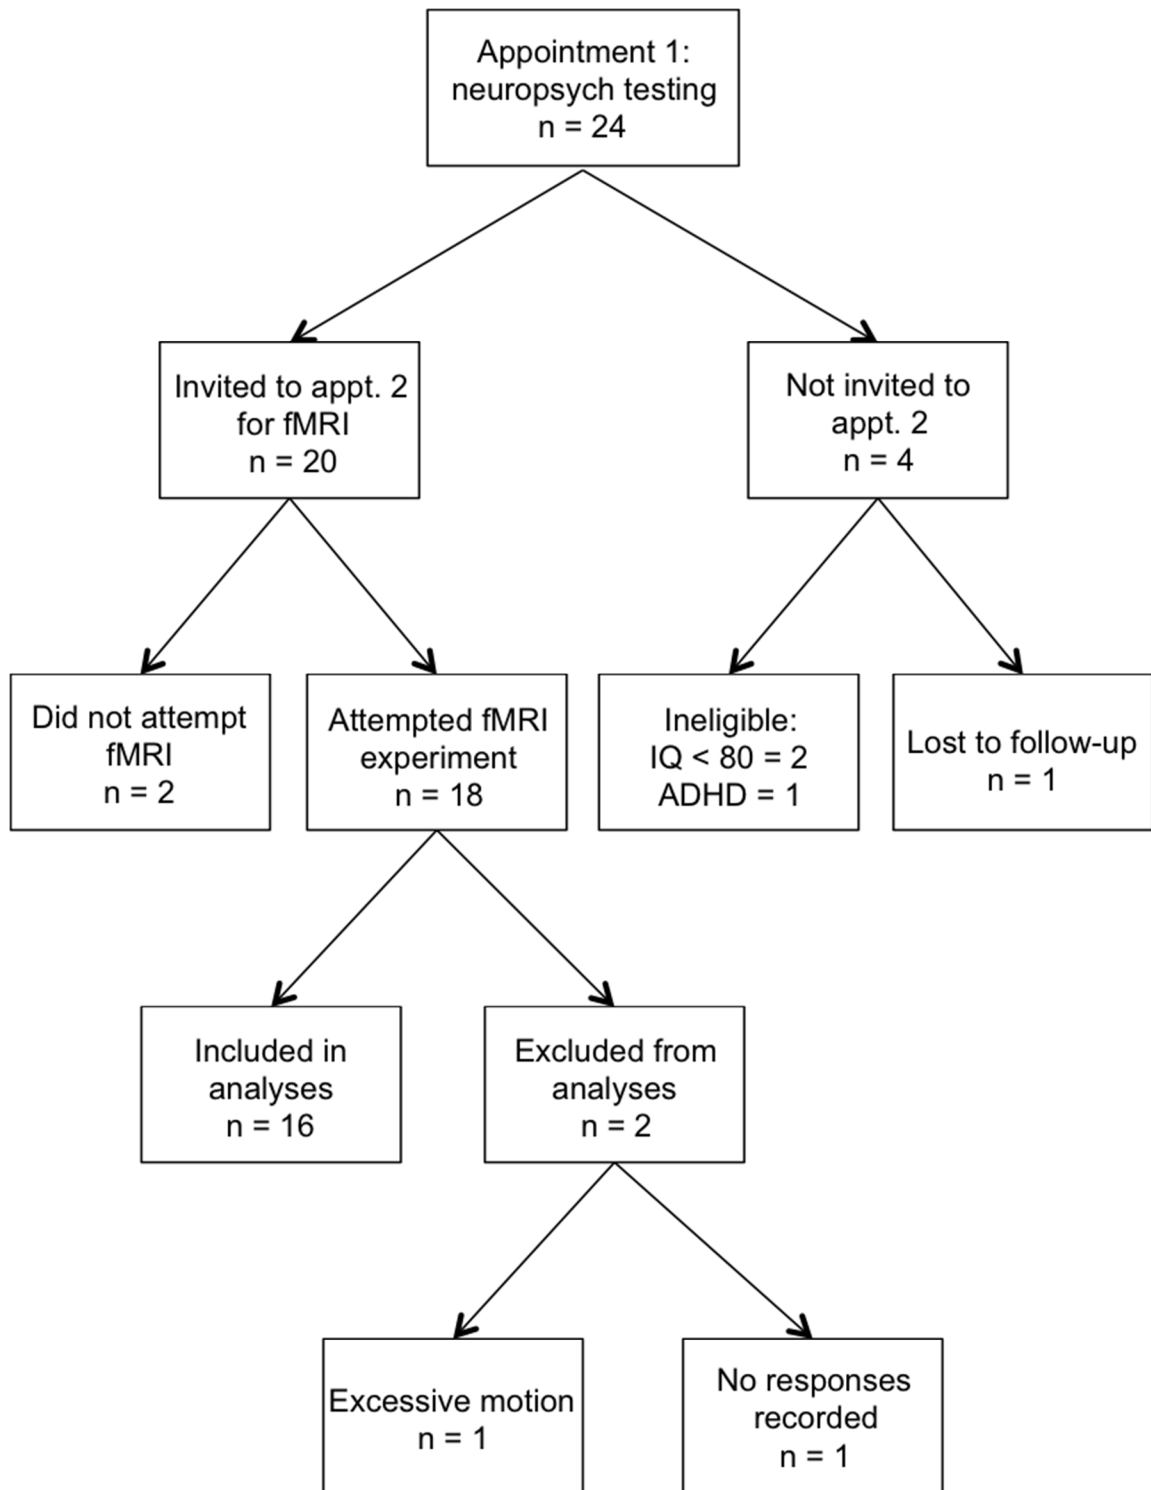 Appointment 1:
neuropsych testing
n = 24
Invited to appt. 2
for fMRI
n = 20
Not invited to
appt. 2
n = 4
Did not attempt
fMRI
n = 2
Attempted fMRI
experiment
n = 18
Ineligible:
IQ < 80 = 2
ADHD = 1
Lost to follow-up
n = 1
Included in
analyses
n = 16
Excluded from
analyses
n = 2
Excessive motion
n = 1
No responses
recorded
n = 1